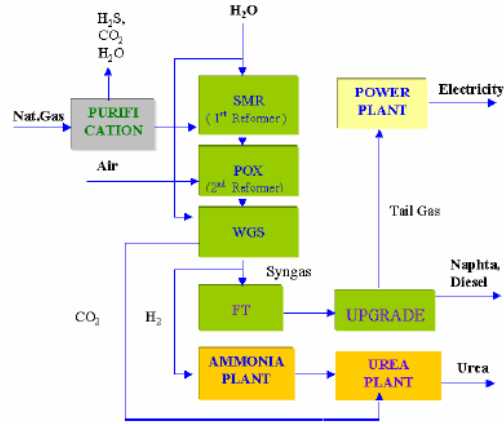 H₂S,
CO₂
H₂O
H₂O
Nat.Gas
PURIFI
CATION
SMR
(1ˢᵗ Reformer)
POWER
PLANT
Electricity
Air
POX
(2ⁿᵈ Reformer)
WGS
Tail Gas
Syngas
Naphta,
Diesel
CO₂
H₂
FT
UPGRADE
AMMONIA
PLANT
UREA
PLANT
Urea